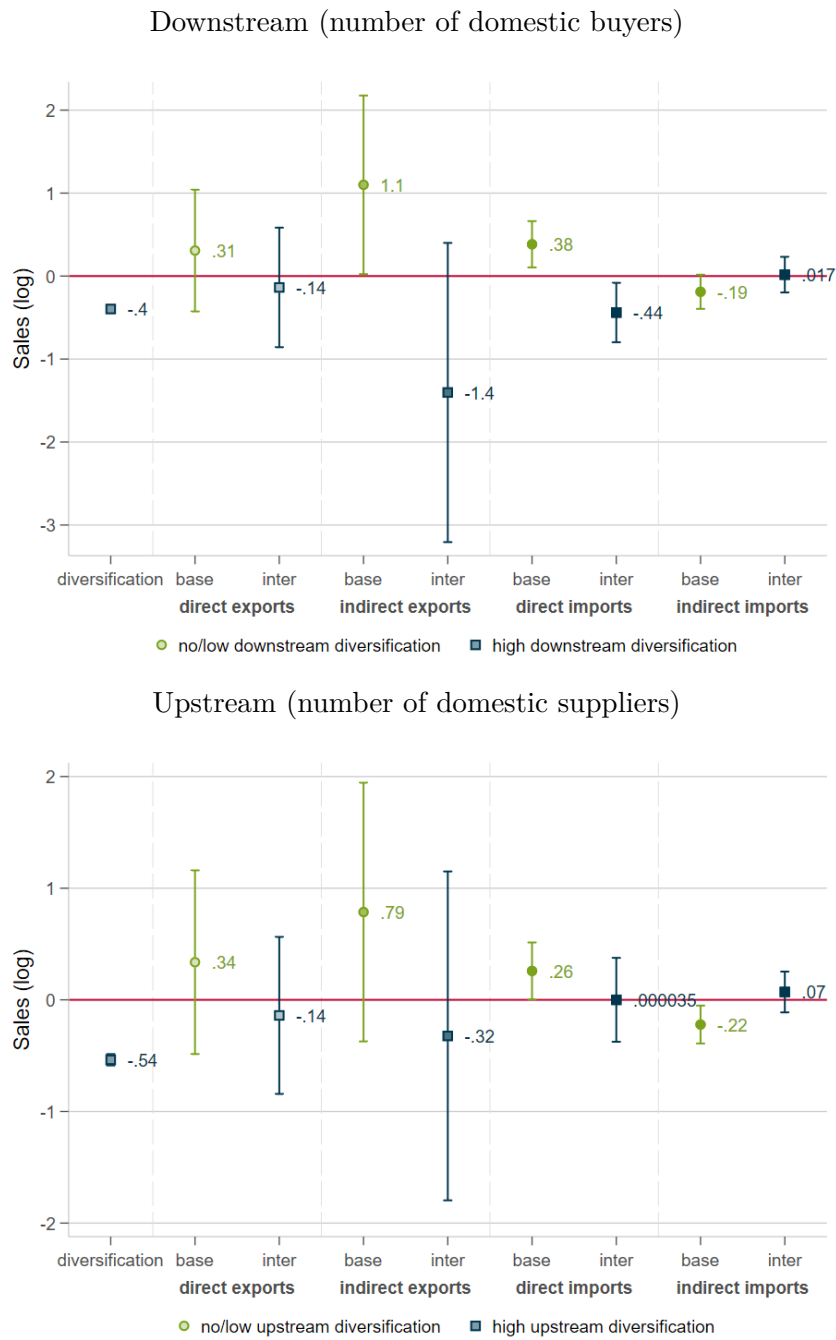 Downstream (number of domestic buyers)
Sales (log)
2
1
0
-1
-2
-3
-.4
.31
-.14
1.1
-1.4
.38
-.44
-.19
.017
diversification base inter base inter base inter base inter
direct exports indirect exports direct imports indirect imports
no/low downstream diversification high downstream diversification
Upstream (number of domestic suppliers)
Sales (log)
2
1
0
-1
-2
-.54
.34
-.14
.79
-.32
.26
.000035
-.22
.07
diversification base inter base inter base inter base inter
direct exports indirect exports direct imports indirect imports
no/low upstream diversification high upstream diversification